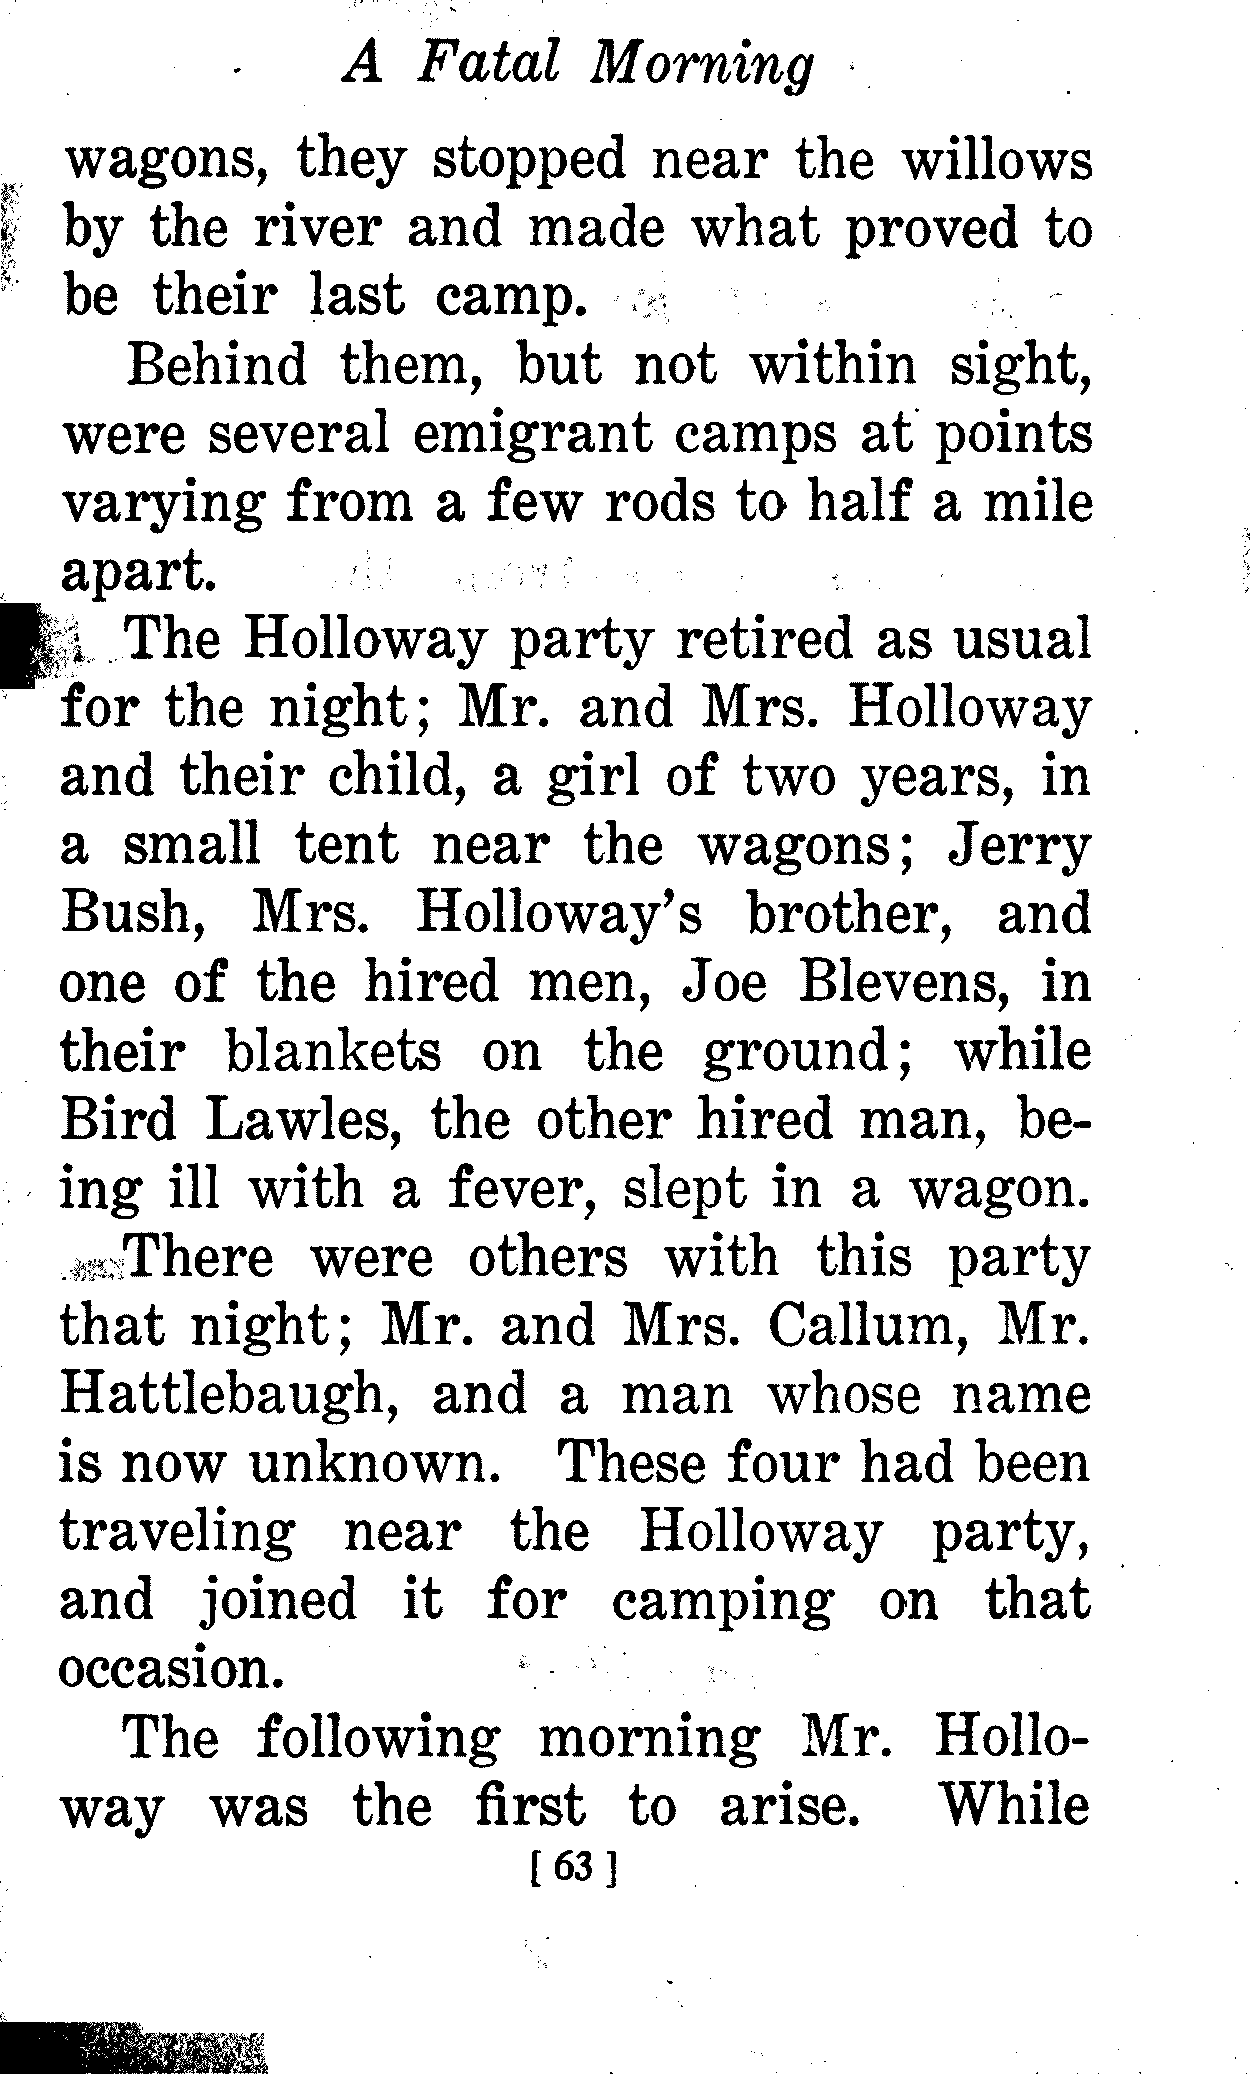 A Fatal Morning
wagons, they stopped near the willows
by the river and made what proved to
be their last camp.
Behind them, but not within sight,
were several emigrant camps at points
varying from a few rods to half a mile
apart.
The Holloway party retired as usual
for the night; Mr. and Mrs. Holloway
and their child, a girl of two years, in
a small tent near the wagons; Jerry
Bush, Mrs. Holloway's brother, and
one of the hired men, Joe Blevens, in
their blankets on the ground; while
Bird Lawles, the other hired man, be-
ing ill with a fever, slept in a wagon.
There were others with this party
that night; Mr. and Mrs. Callum, Mr.
Hattlebaugh, and a man whose name
is now unknown. These four had been
traveling near the Holloway party,
and joined it for camping on that
occasion.
The following morning Mr. Hollo-
way was the first to arise. While
[ 63 ]